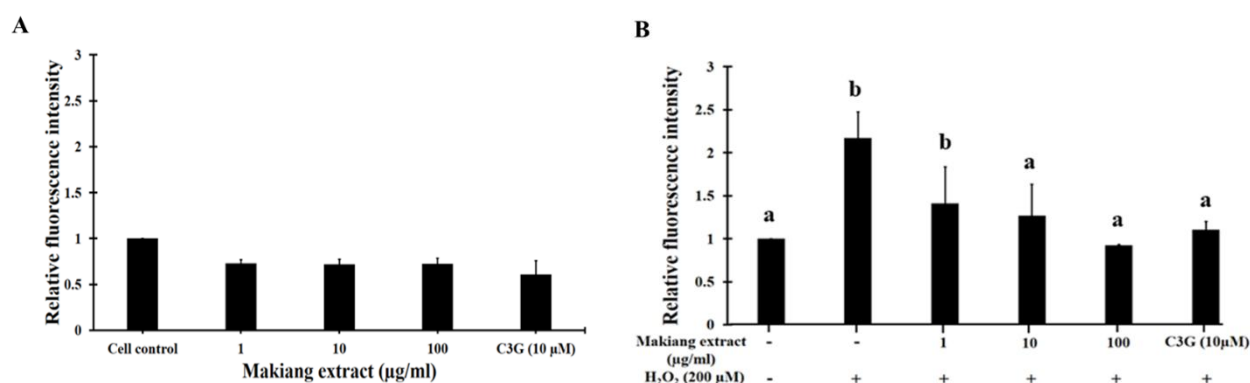 A
Relative fluorescence intensity
3
2.5
2
1.5
1
0.5
0
Cell control 1 10 100 C3G (10 µM)
Makiang extract (µg/ml)
B
Relative fluorescence intensity
3
2.5
2
1.5
1
0.5
0
a b b a a a
Makiang extract - - 1 10 100 C3G (10µM)
(µg/ml)
H₂O₂ (200 µM) - + + + + +